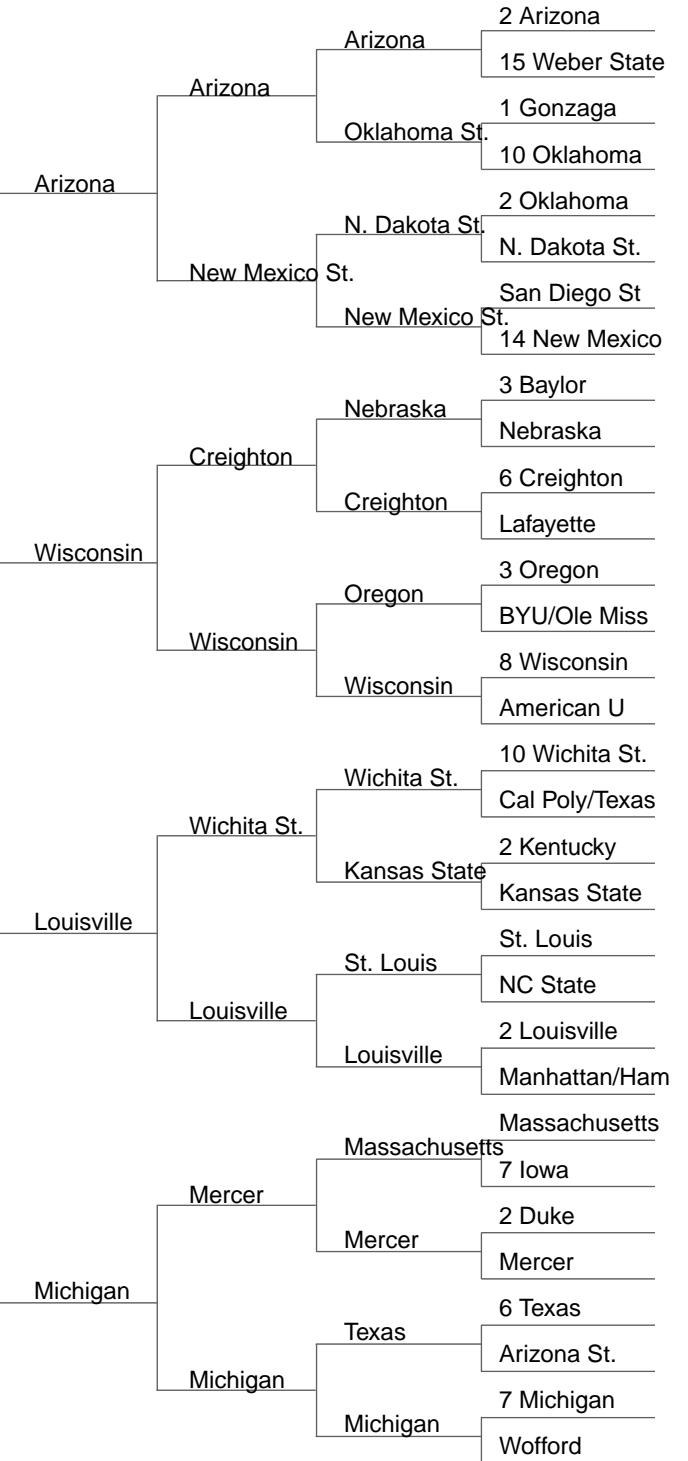 2 Arizona
Arizona
15 Weber State
Arizona
1 Gonzaga
Oklahoma St.
10 Oklahoma
Arizona
2 Oklahoma
N. Dakota St.
N. Dakota St.
New Mexico St.
San Diego St
New Mexico St.
14 New Mexico
3 Baylor
Nebraska
Nebraska
Creighton
6 Creighton
Creighton
Lafayette
Wisconsin
3 Oregon
Oregon
BYU/Ole Miss
Wisconsin
8 Wisconsin
Wisconsin
American U
10 Wichita St.
Wichita St.
Cal Poly/Texas
Wichita St.
2 Kentucky
Kansas State
Kansas State
Louisville
St. Louis
St. Louis
NC State
Louisville
2 Louisville
Louisville
Manhattan/Ham
Massachusetts
Massachusetts
7 Iowa
Mercer
2 Duke
Mercer
Mercer
Michigan
6 Texas
Texas
Arizona St.
Michigan
7 Michigan
Michigan
Wofford